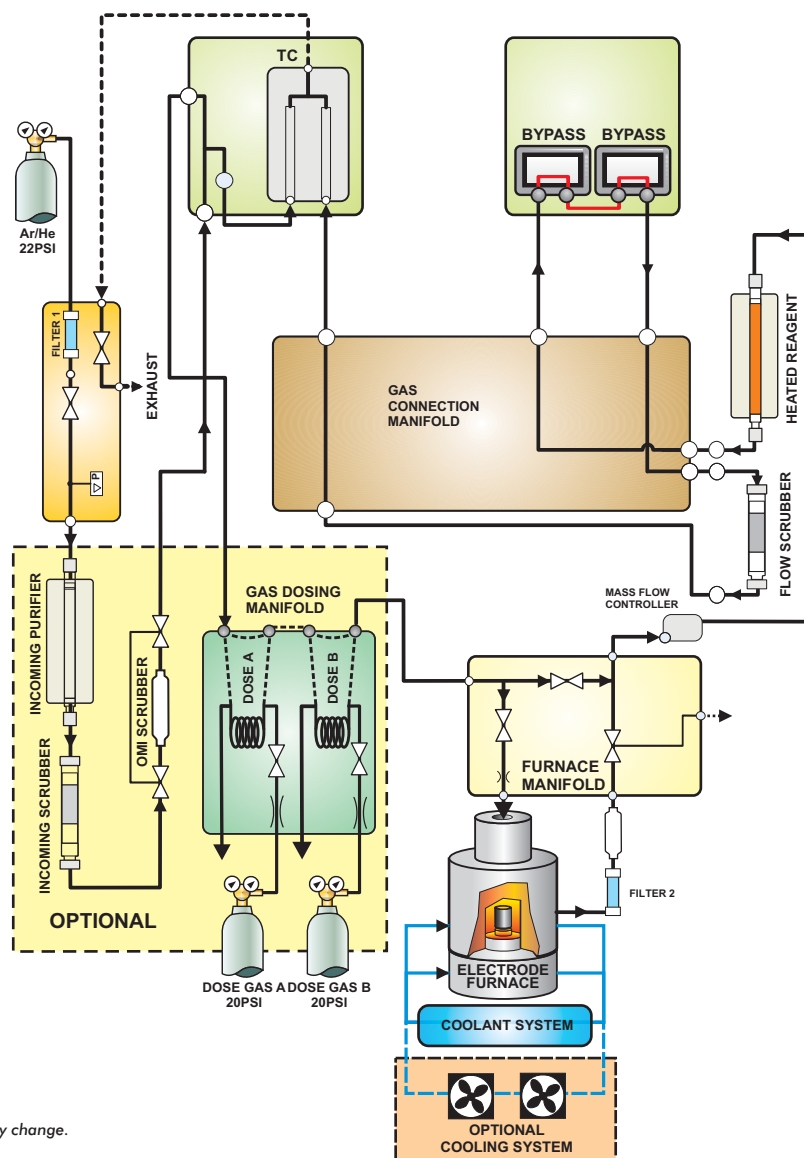 TC
BYPASS BYPASS
Ar/He
22PSI
FILTER 1
EXHAUST
P
GAS
CONNECTION
MANIFOLD
HEATED REAGENT
FLOW SCRUBBER
MASS FLOW
CONTROLLER
INCOMING PURIFIER
INCOMING SCRUBBER
OMI SCRUBBER
GAS DOSING
MANIFOLD
DOSE A
DOSE B
OPTIONAL
FURNACE
MANIFOLD
FILTER 2
DOSE GAS A
20PSI
DOSE GAS B
20PSI
ELECTRODE
FURNACE
COOLANT SYSTEM
OPTIONAL
COOLING SYSTEM
y change.